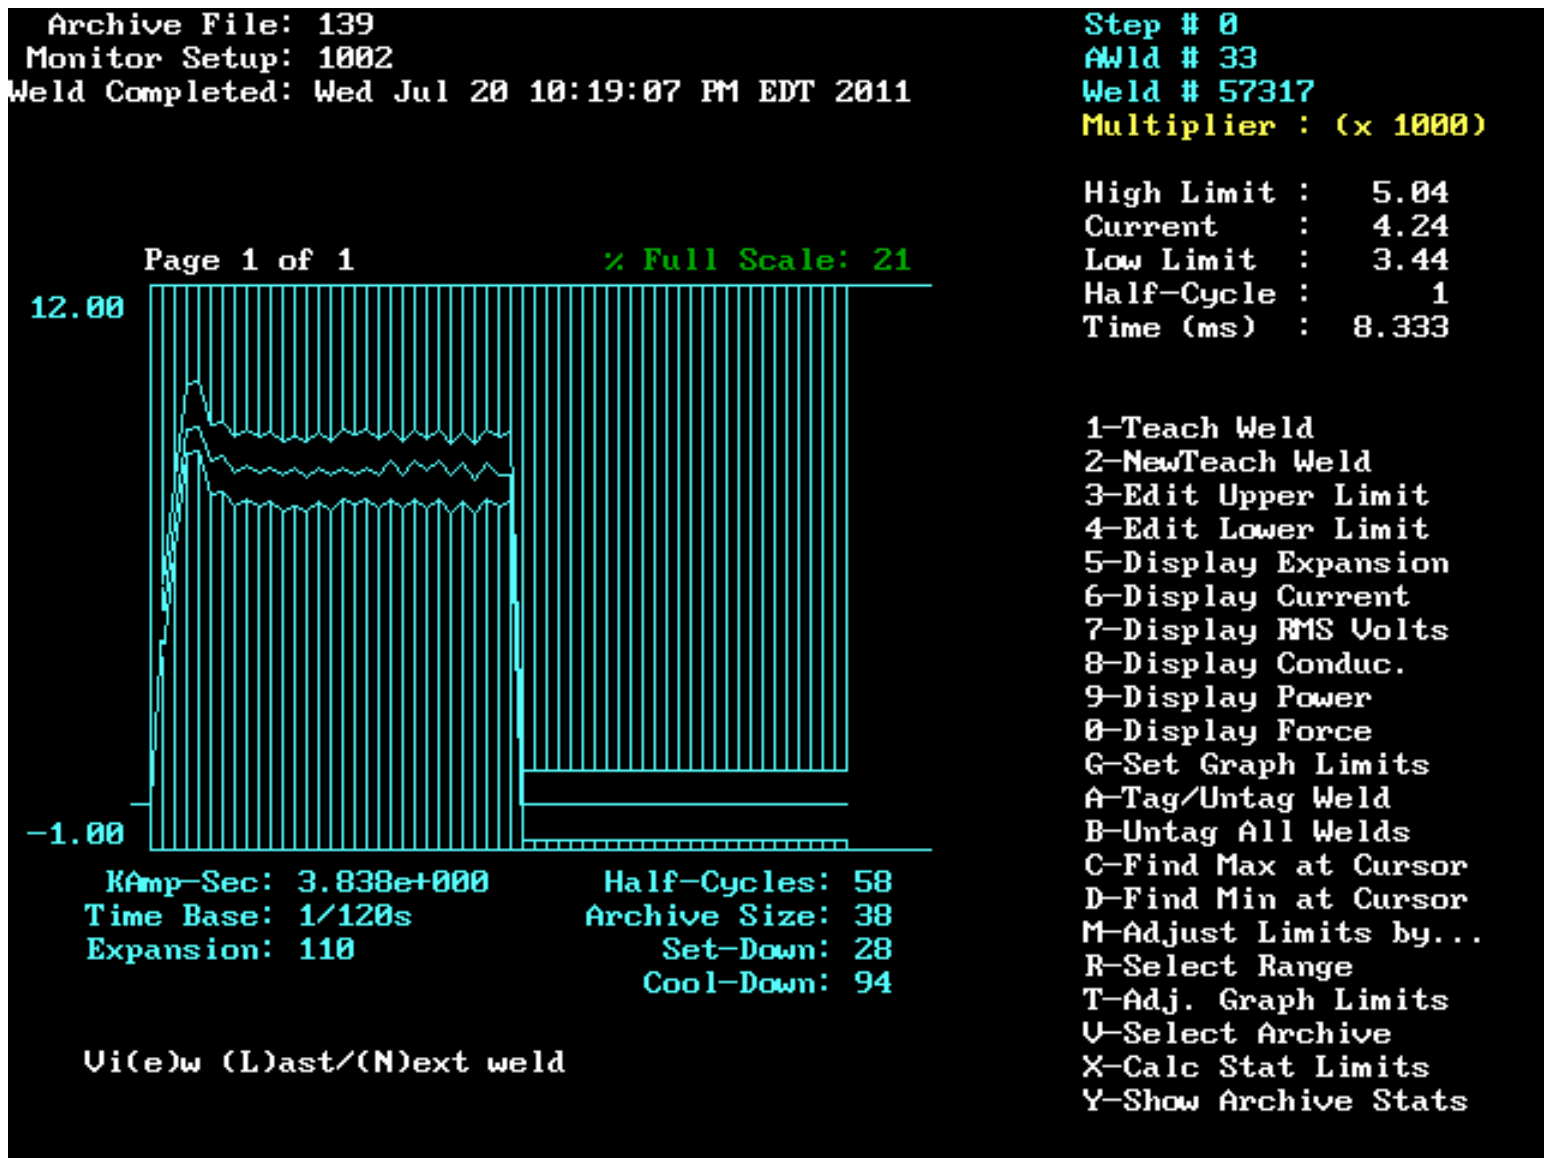 Archive File: 139
Monitor Setup: 1002
Weld Completed: Wed Jul 20 10:19:07 PM EDT 2011
Step # 0
AWld # 33
Weld # 57317
Multiplier : (x 1000)
High Limit : 5.04
Current : 4.24
Low Limit : 3.44
Half-Cycle : 1
Time (ms) : 8.333
Page 1 of 1
% Full Scale: 21
12.00
-1.00
KAmp-Sec: 3.838e+000
Time Base: 1/120s
Expansion: 110
Half-Cycles: 58
Archive Size: 38
Set-Down: 28
Cool-Down: 94
Vi(e)w (L)ast/(N)ext weld
1-Teach Weld
2-NewTeach Weld
3-Edit Upper Limit
4-Edit Lower Limit
5-Display Expansion
6-Display Current
7-Display RMS Volts
8-Display Conduc.
9-Display Power
0-Display Force
G-Set Graph Limits
A-Tag/Untag Weld
B-Untag All Welds
C-Find Max at Cursor
D-Find Min at Cursor
M-Adjust Limits by...
R-Select Range
T-Adj. Graph Limits
V-Select Archive
X-Calc Stat Limits
Y-Show Archive Stats